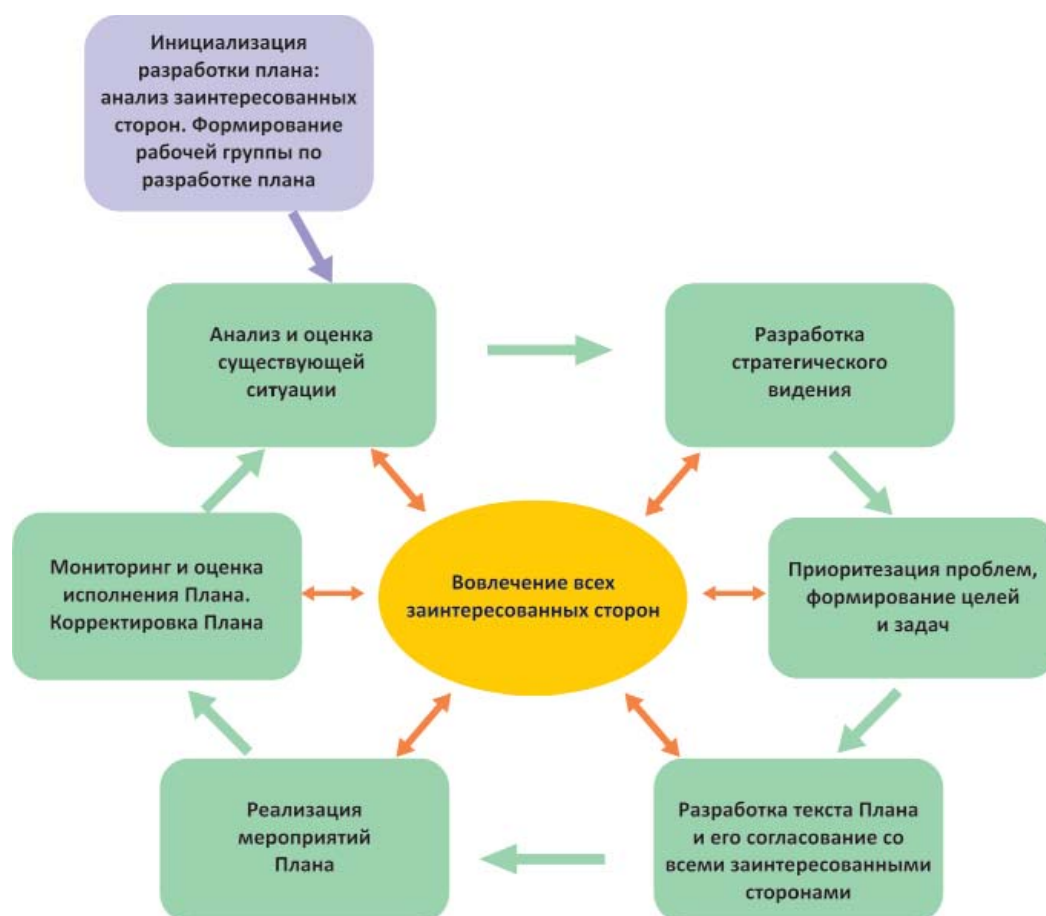 Инициализация
разработки плана:
анализ заинтересованных
сторон. Формирование
рабочей группы по
разработке плана
Анализ и оценка
существующей
ситуации
Разработка
стратегического
видения
Приоритезация проблем,
формирование целей
и задач
Разработка текста Плана
и его согласование со
всеми заинтересованными
сторонами
Реализация
мероприятий
Плана
Мониторинг и оценка
исполнения Плана.
Корректировка Плана
Вовлечение всех
заинтересованных сторон